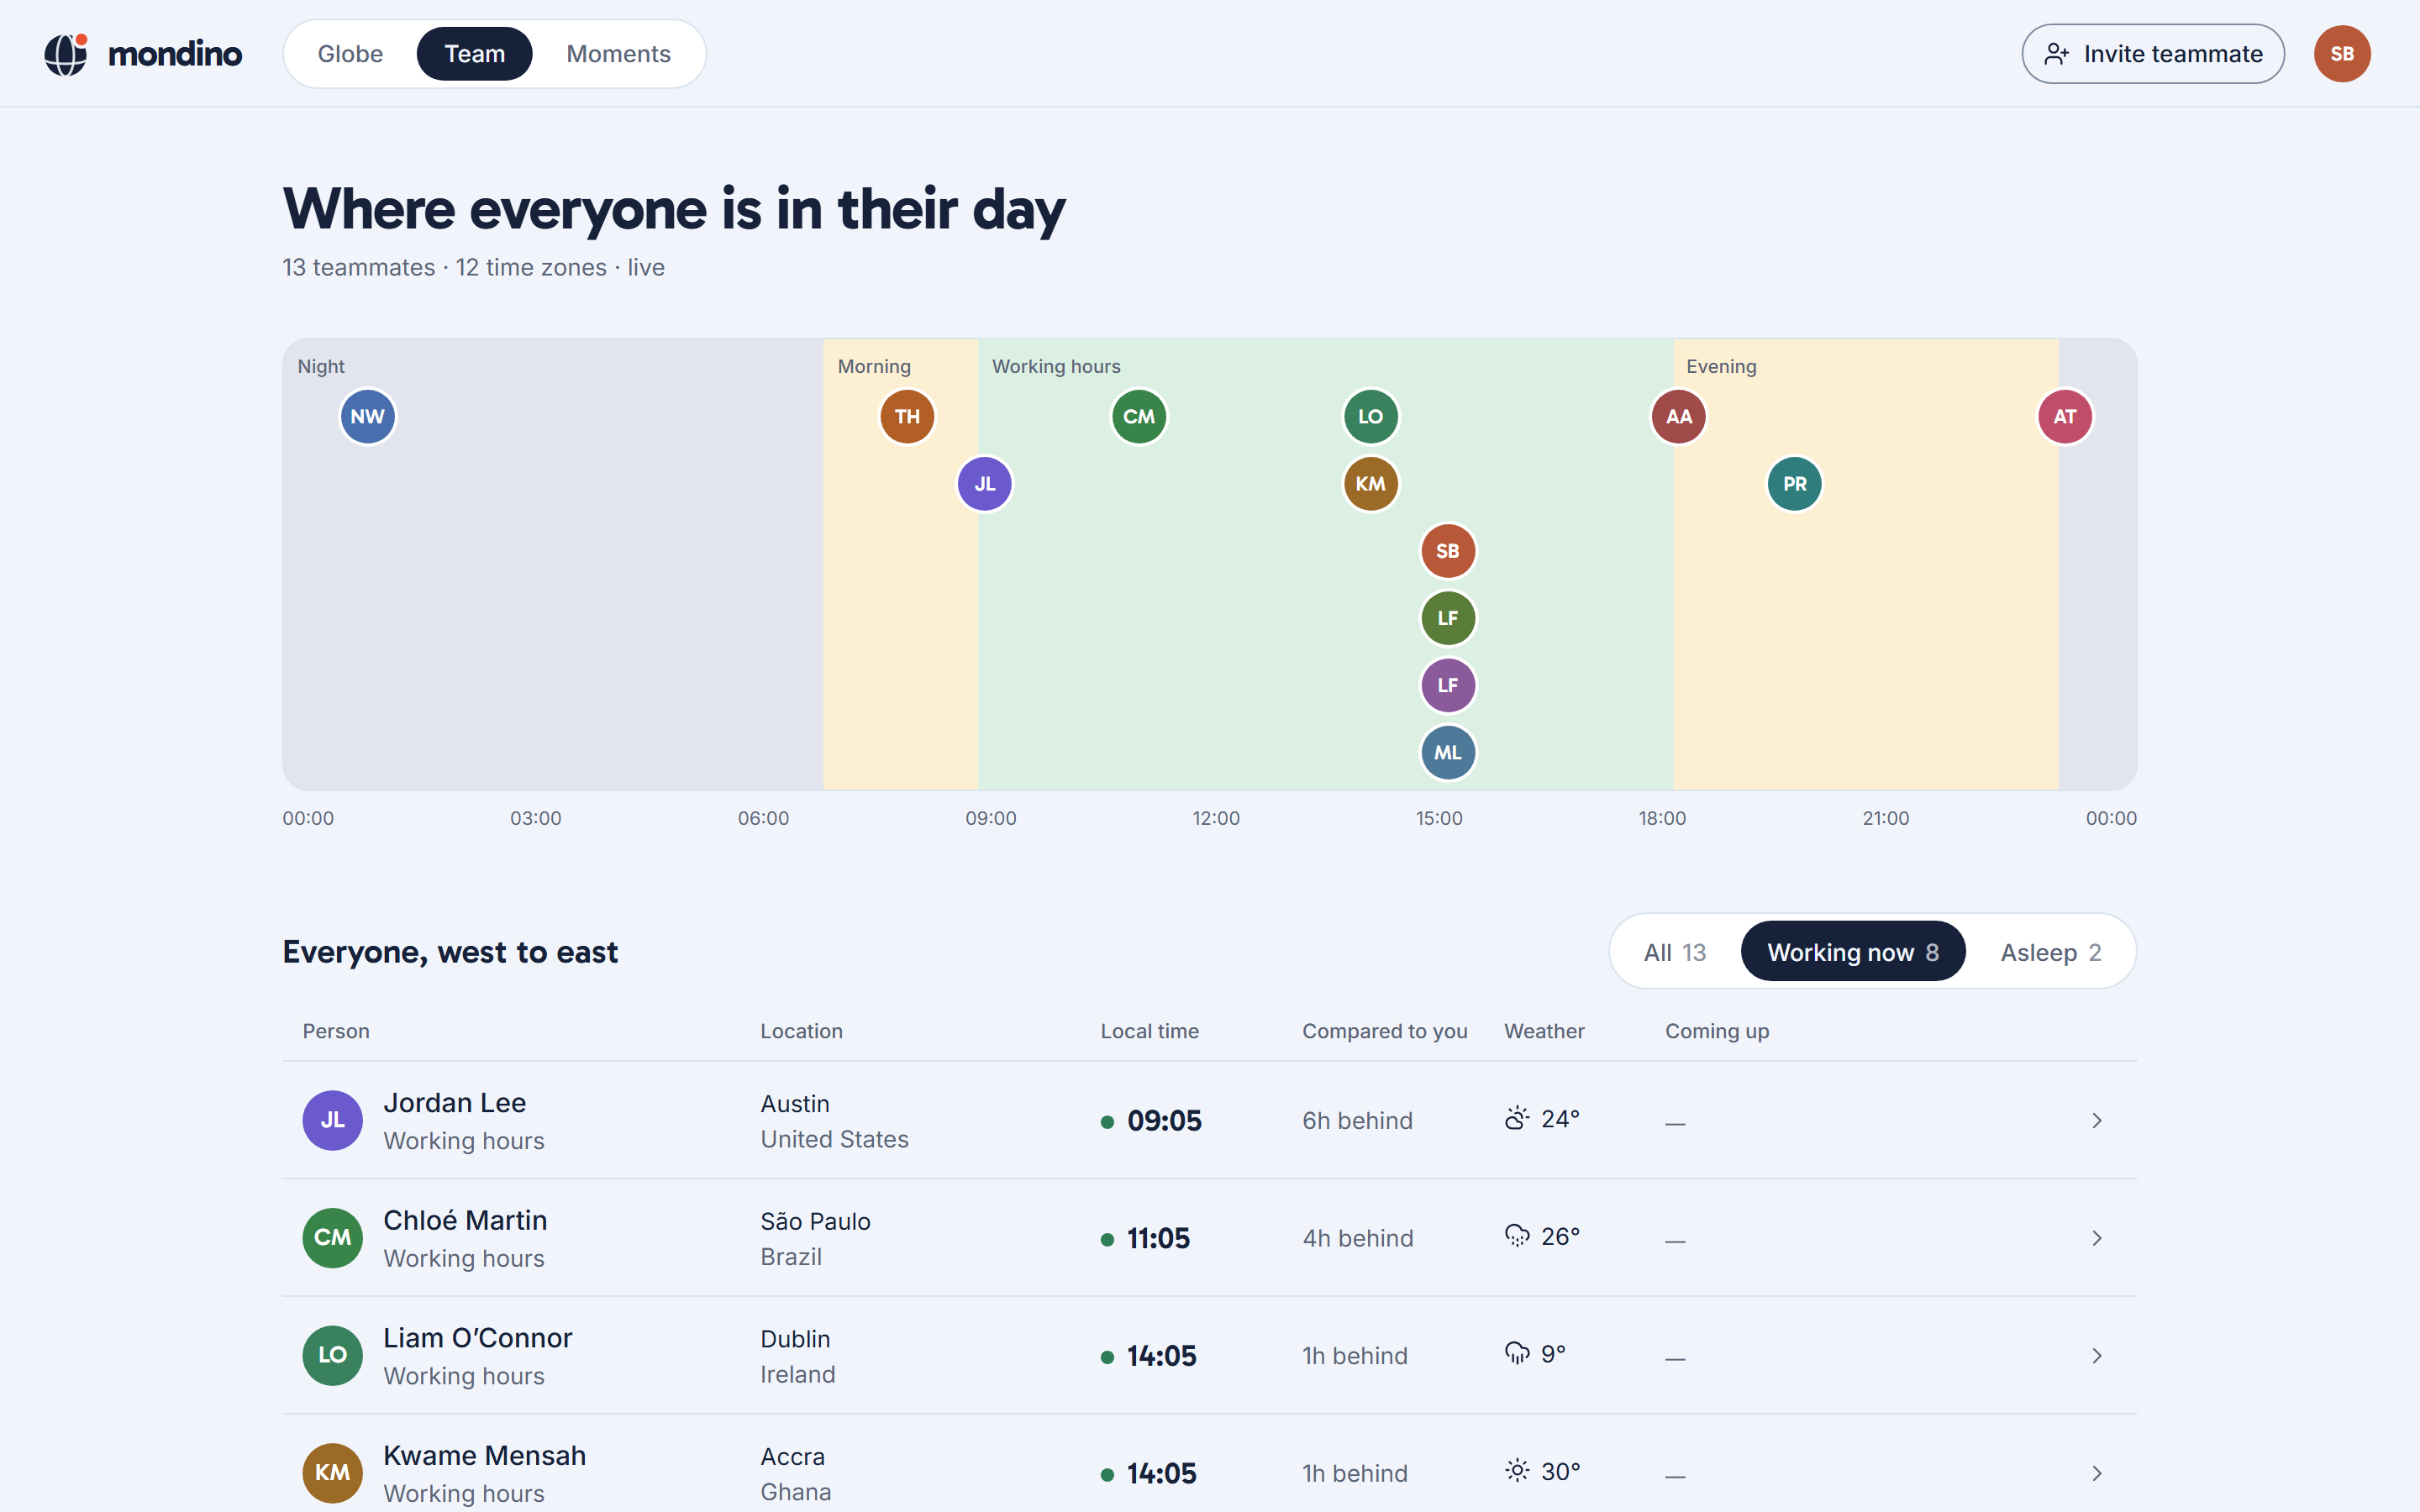 mondino
Globe
Team
Moments
Invite teammate
SB
Where everyone is in their day
13 teammates · 12 time zones · live
Night
Morning
Working hours
Evening
NW
TH
CM
LO
AA
AT
JL
KM
PR
SB
LF
LF
ML
00:00
03:00
06:00
09:00
12:00
15:00
18:00
21:00
00:00
Everyone, west to east
All 13
Working now 8
Asleep 2
Person
Location
Local time
Compared to you
Weather
Coming up
JL
Jordan Lee
Working hours
Austin
United States
09:05
6h behind
24°
—
CM
Chloé Martin
Working hours
São Paulo
Brazil
11:05
4h behind
26°
—
LO
Liam O’Connor
Working hours
Dublin
Ireland
14:05
1h behind
9°
—
KM
Kwame Mensah
Working hours
Accra
Ghana
14:05
1h behind
30°
—